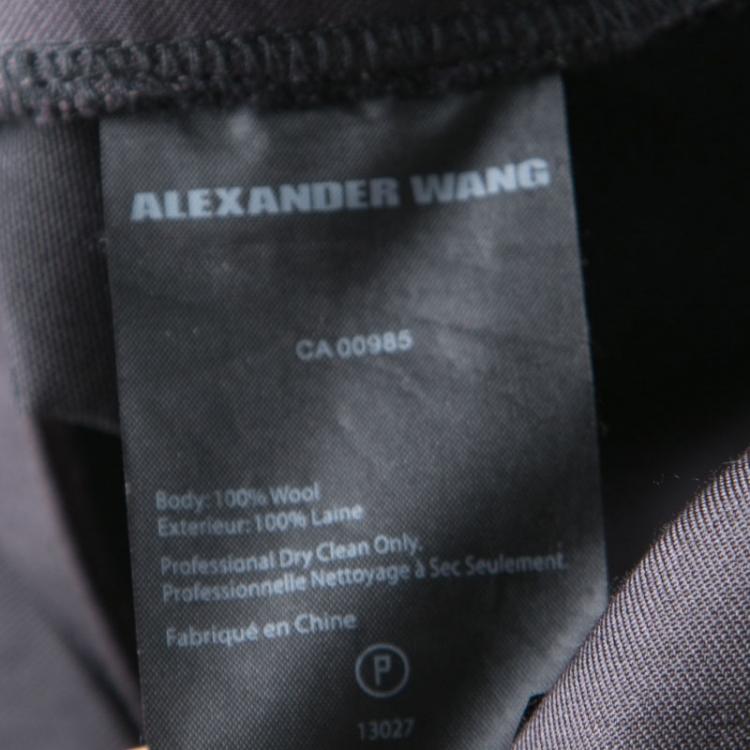 ALEXANDER WANG
CA 00985
Body: 100% Wool
Exterieur: 100% Laine
Professional Dry Clean Only.
Professionnelle Nettoyage à Sec Seulement.
Fabriqué en Chine
P
13027